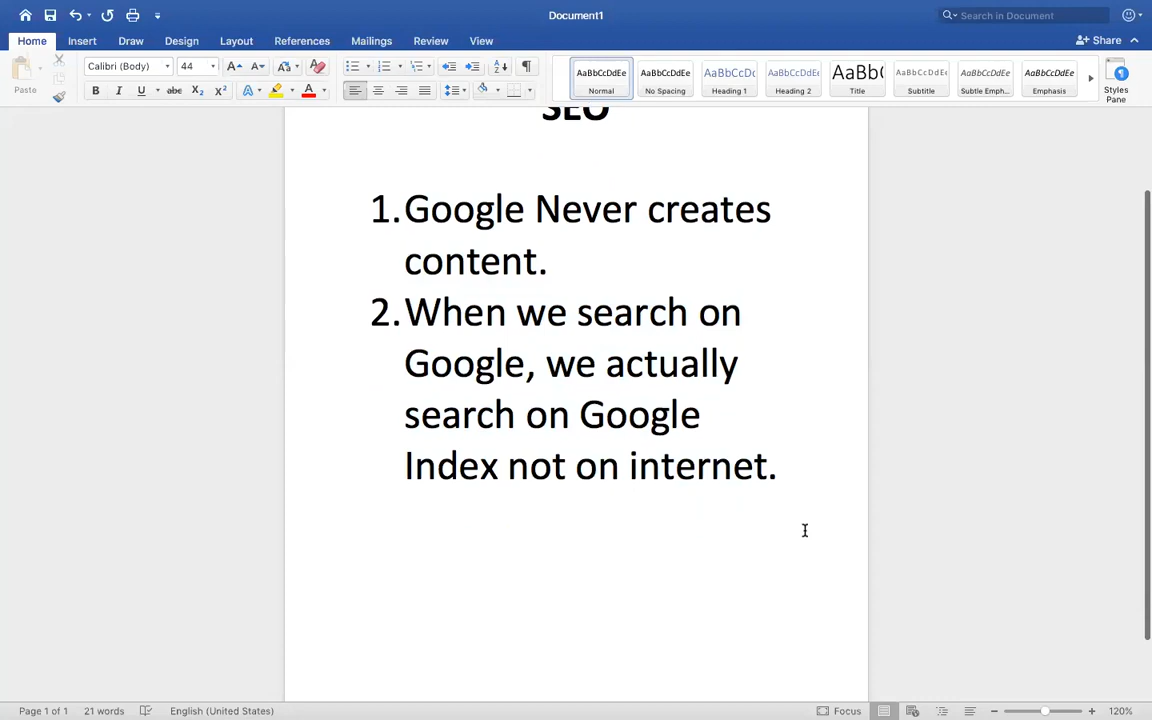 Document1
Search in Document
Home Insert Draw Design Layout References Mailings Review View
Share
Paste
Calibri (Body) 44
AaBbCcDdEe AaBbCcDdEe AaBbCcDc AaBbCcDdEe AaBb( AaBbCcDdEe AaBbCcDdEe AaBbCcDdEe
Normal No Spacing Heading 1 Heading 2 Title Subtitle Subtle Emph... Emphasis
Styles
Pane
SEO
1. Google Never creates
content.
2. When we search on
Google, we actually
search on Google
Index not on internet.
Page 1 of 1 21 words English (United States) Focus 120%